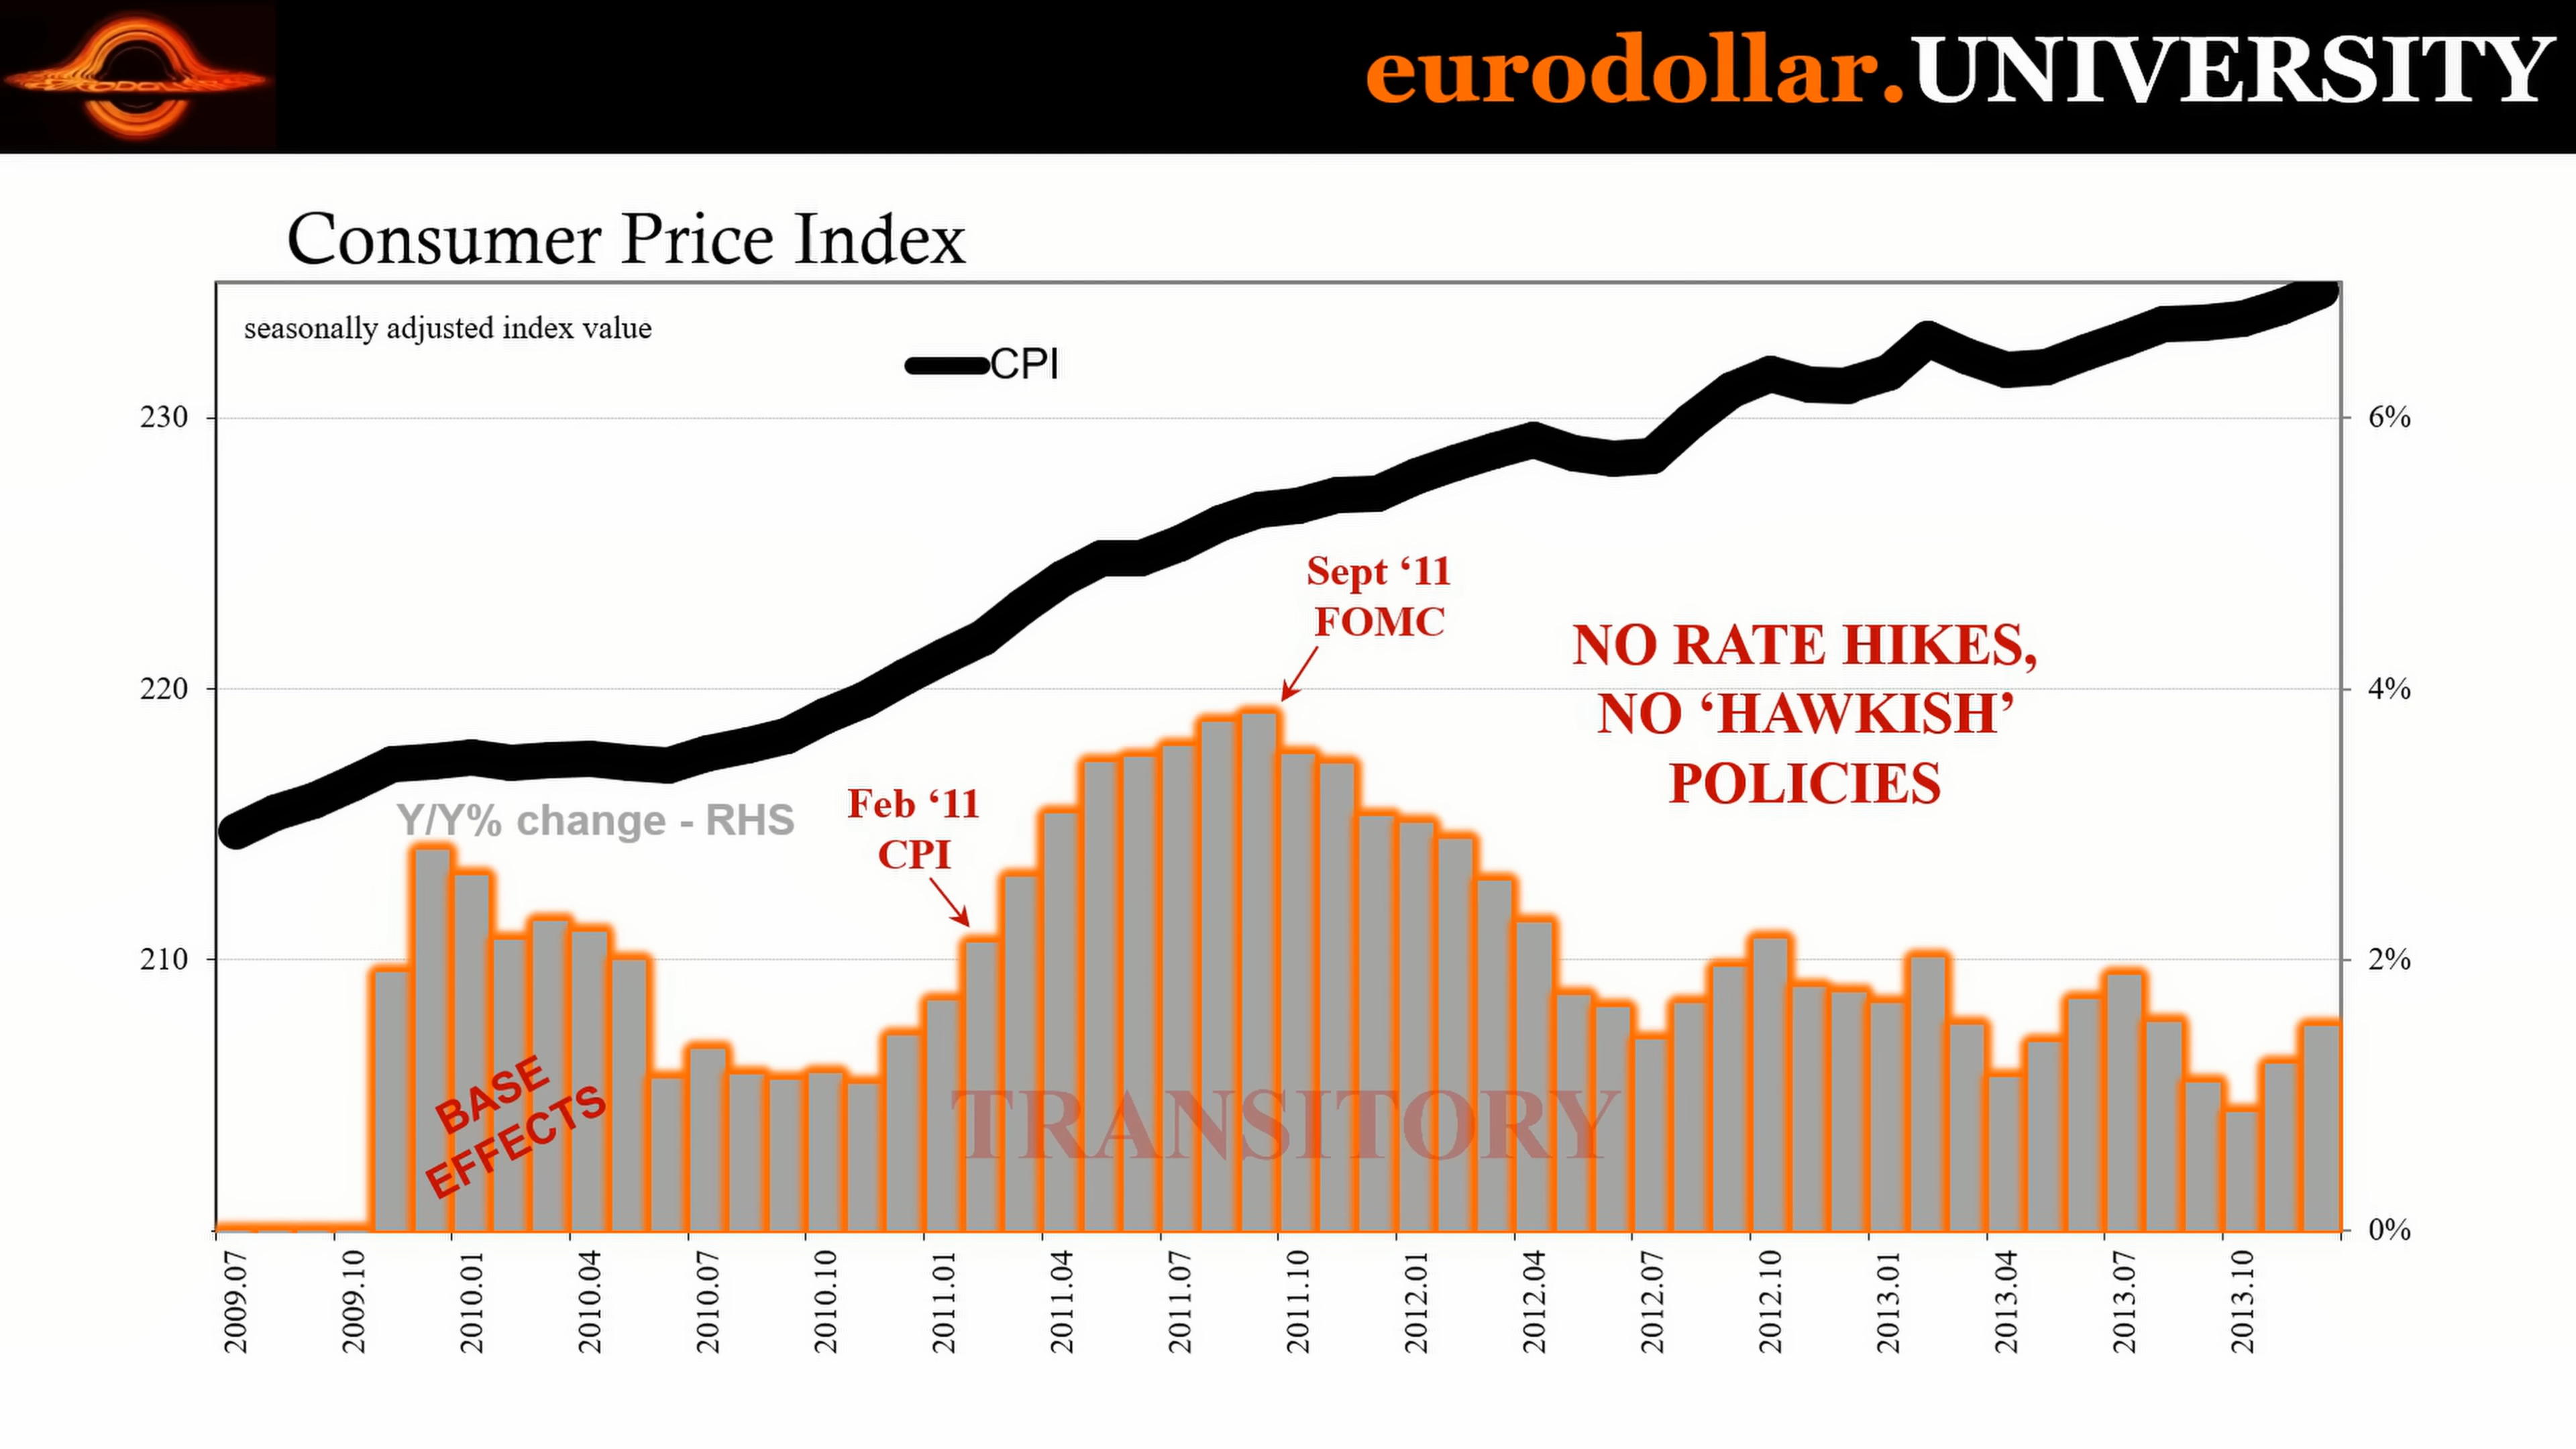 eurodollar.UNIVERSITY
Consumer Price Index
seasonally adjusted index value
CPI
230
220
210
6%
4%
2%
0%
Sept ‘11
FOMC
NO RATE HIKES,
NO ‘HAWKISH’
POLICIES
Y/Y% change - RHS
Feb ‘11
CPI
BASE
EFFECTS
TRANSITORY
2009.07
2009.10
2010.01
2010.04
2010.07
2010.10
2011.01
2011.04
2011.07
2011.10
2012.01
2012.04
2012.07
2012.10
2013.01
2013.04
2013.07
2013.10